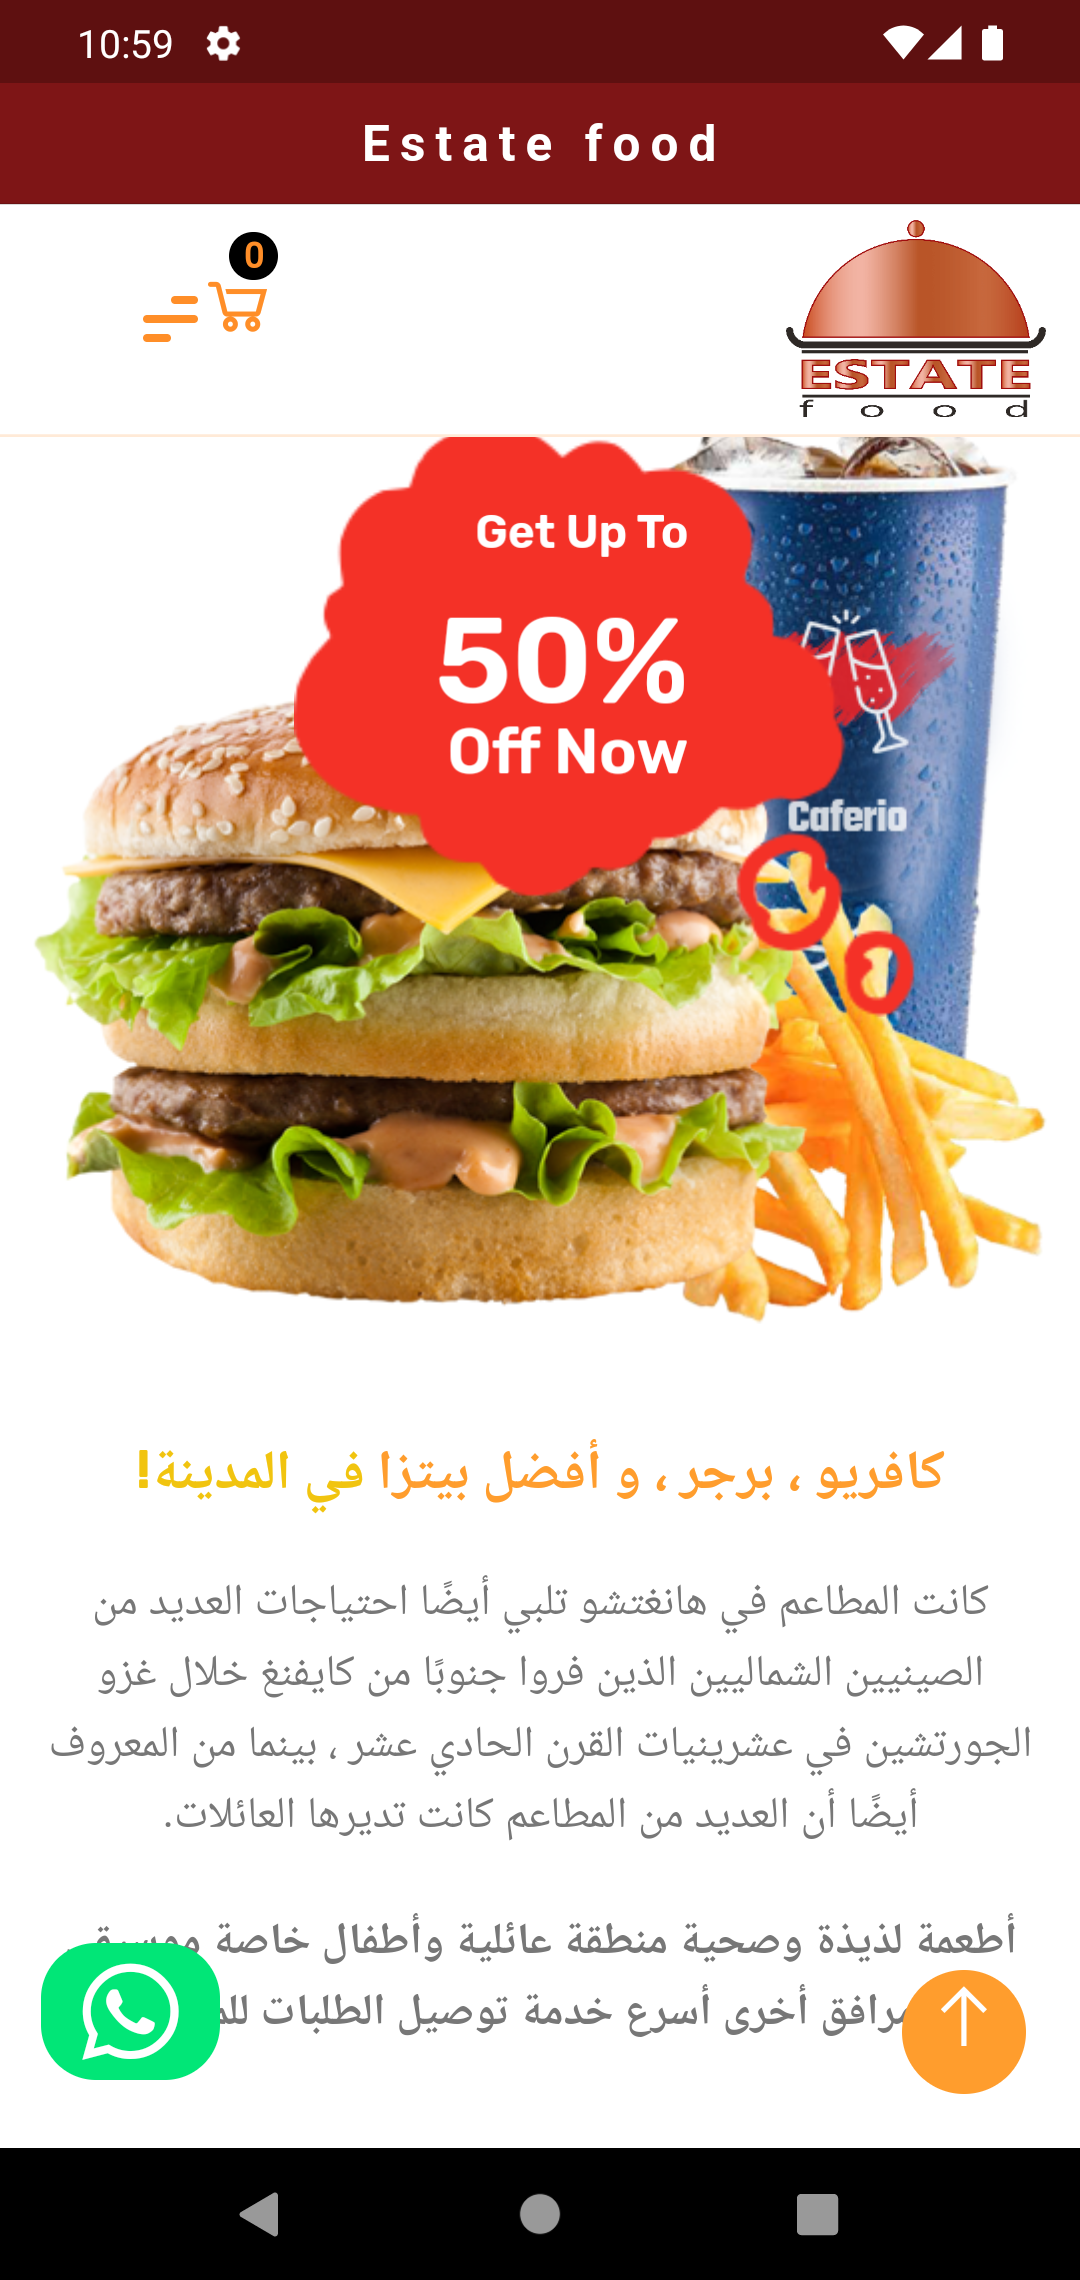 10:59
Estate food
0
ESTATE
food
Get Up To
50%
Off Now
Caferio
كافريو ، برجر ، و أفضل بيتزا في المدينة!
كانت المطاعم في هانغتشو تلبي أيضًا احتياجات العديد من
الصينيين الشماليين الذين فروا جنوبًا من كايفنغ خلال غزو
الجورتشين في عشرينيات القرن الحادي عشر ، بينما من المعروف
أيضًا أن العديد من المطاعم كانت تديرها العائلات.
أطعمة لذيذة وصحية منطقة عائلية وأطفال خاصة
أخرى أسرع خدمة توصيل الطلبات